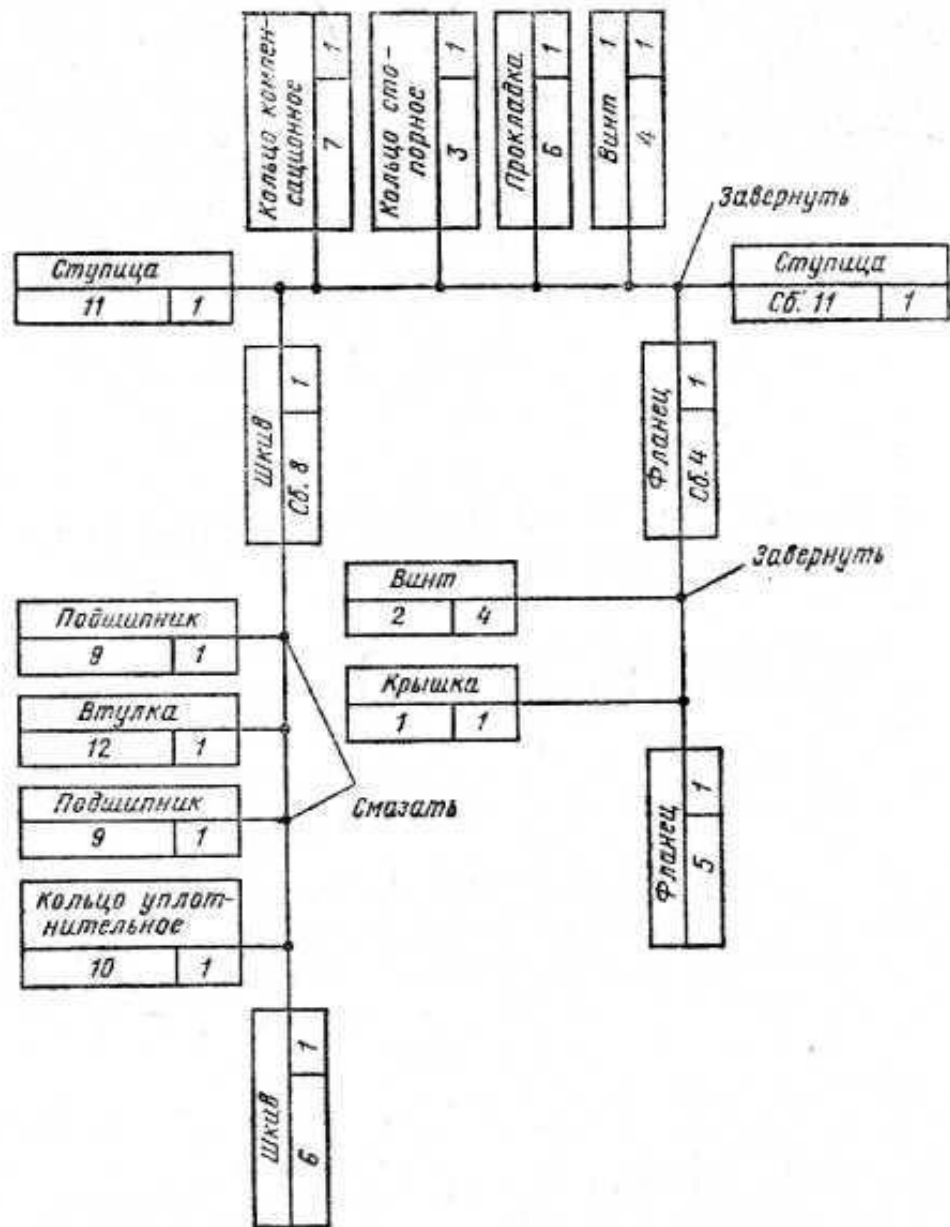 Кольцо компен-
сационное
1
7
Кольцо сто-
порное
1
3
Прокладка
1
Б
Винт 1
1
4
Завернуть
Ступица
11
1
Ступица
Сб. 11
1
Шкив
1
Сб. 8
Фланец
1
Сб. 4
Завернуть
Винт
2
4
Подшипник
9
1
Крышка
1
1
Втулка
12
1
Подшипник
9
1
Смазать
Фланец
1
5
Кольцо уплот-
нительное
10
1
Шкив
1
6